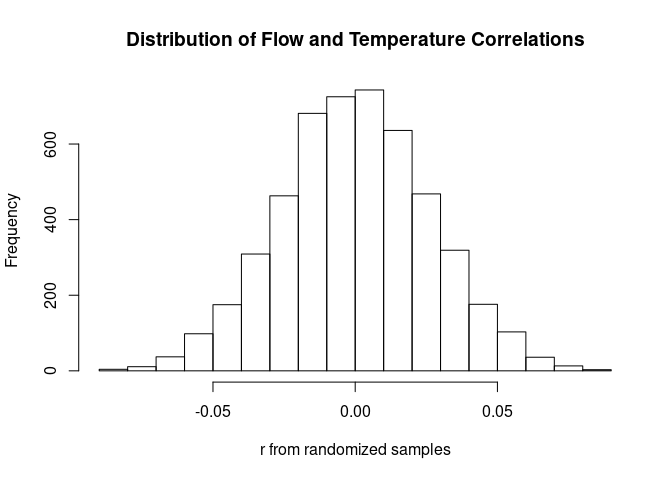 Distribution of Flow and Temperature Correlations
Frequency
600
400
200
0
-0.05
0.00
0.05
r from randomized samples